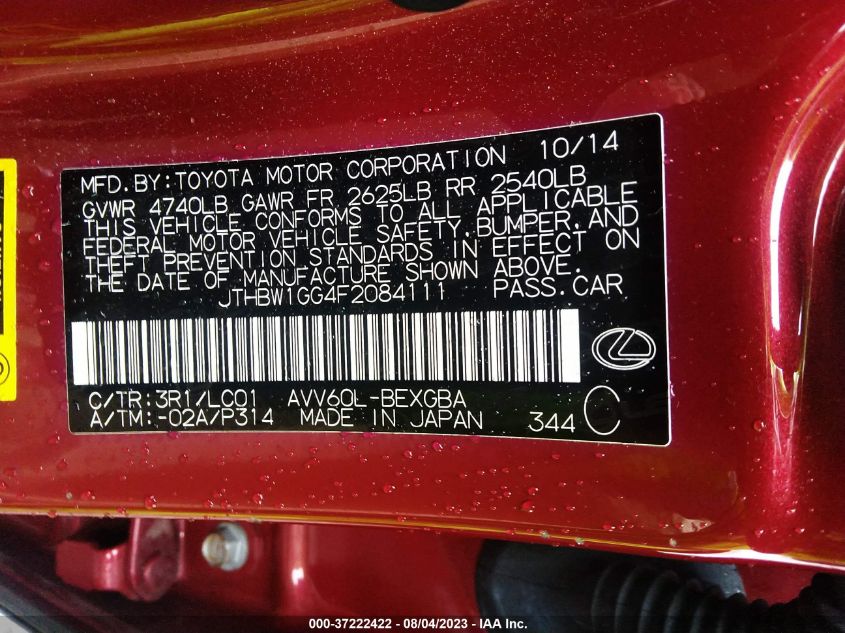 MFD. BY: TOYOTA MOTOR CORPORATION 10/14
GVWR 4740LB GAWR FR 2625LB RR 2540LB
THIS VEHICLE CONFORMS TO ALL APPLICABLE
FEDERAL MOTOR VEHICLE SAFETY, BUMPER, AND
THEFT PREVENTION STANDARDS IN EFFECT ON
THE DATE OF MANUFACTURE SHOWN ABOVE.
JTHBW1GG4F2084111 PASS.CAR
C/TR:3R1/LC01 AVV60L-BEXGBA
A/TM:-02A/P314 MADE IN JAPAN 344 C
000-37222422 - 08/04/2023 - IAA Inc.